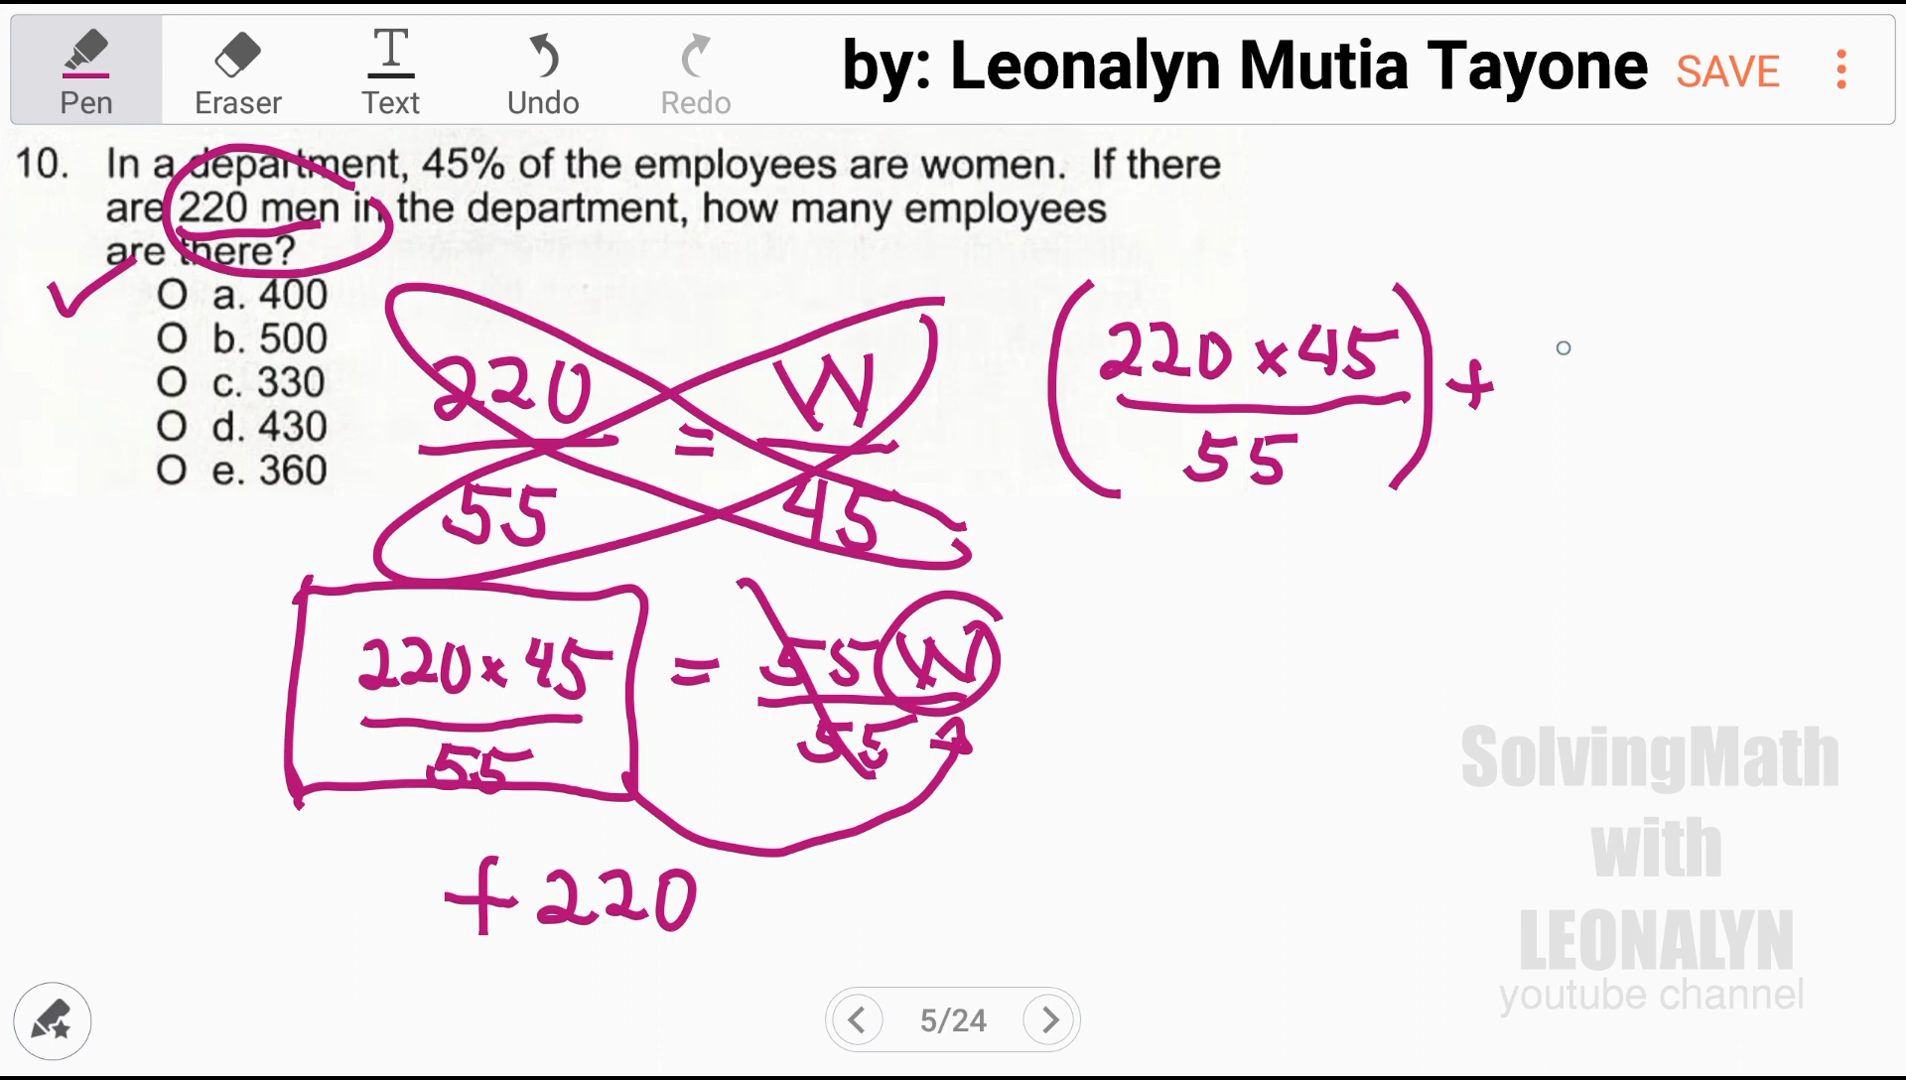 Pen Eraser Text Undo Redo by: Leonalyn Mutia Tayone SAVE
10. In a department, 45% of the employees are women. If there
are 220 men in the department, how many employees
are there?
O a. 400
O b. 500
O c. 330
O d. 430
O e. 360
220 = W
55 45
(220 x 45) +
55
220 x 45 = 55W
55 55
+ 220
SolvingMath
with
LEONALYN
youtube channel
5/24